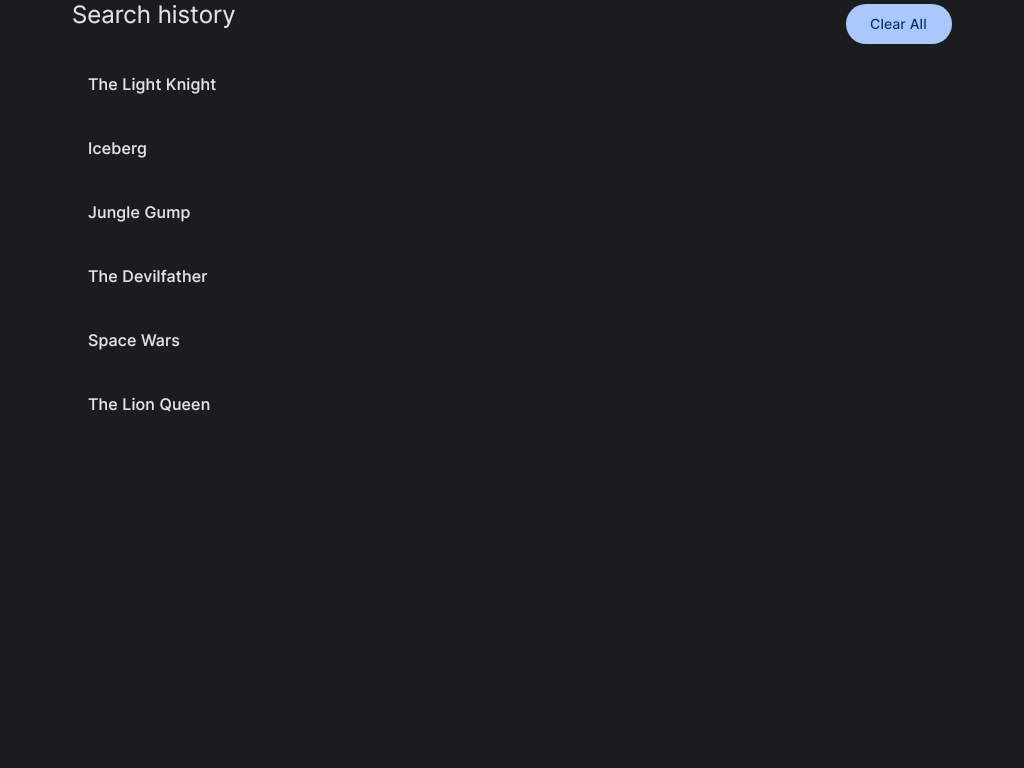 Search history
Clear All
The Light Knight
Iceberg
Jungle Gump
The Devilfather
Space Wars
The Lion Queen